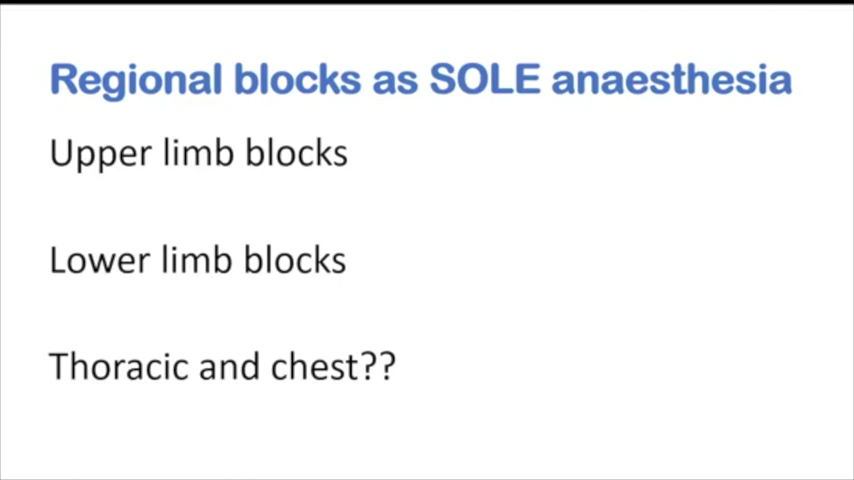 Regional blocks as SOLE anaesthesia
Upper limb blocks
Lower limb blocks
Thoracic and chest??